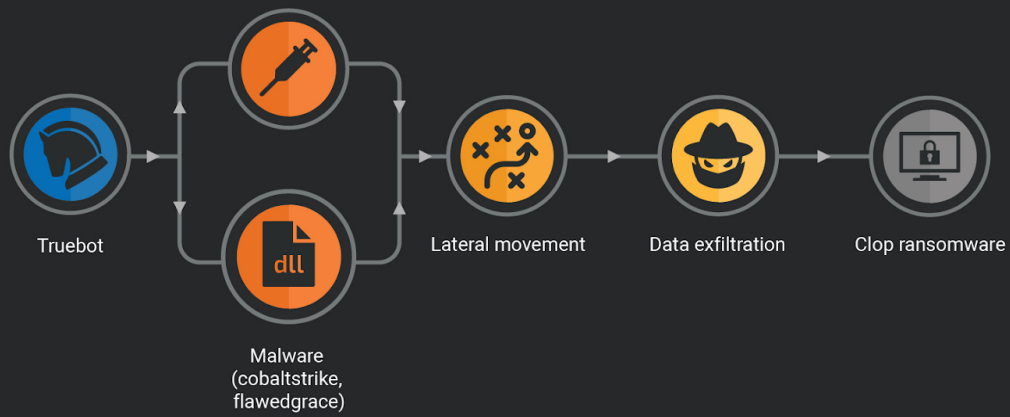 Truebot
dll
Malware
(cobaltstrike,
flawedgrace)
Lateral movement
Data exfiltration
Clop ransomware